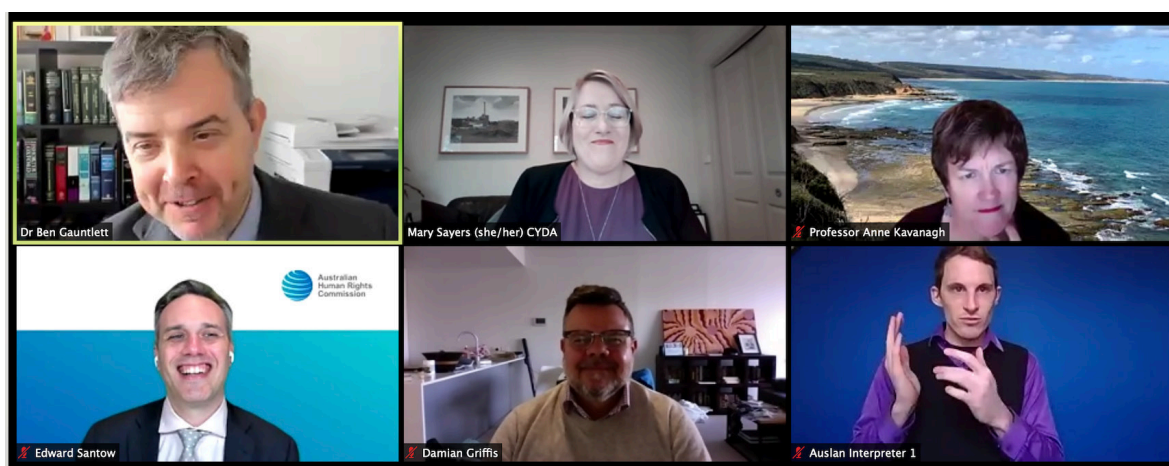 Dr Ben Gauntlett
Mary Sayers (she/her) CYDA
Professor Anne Kavanagh
Australian
Human Rights
Commission
Edward Santow
Damian Griffis
Auslan Interpreter 1